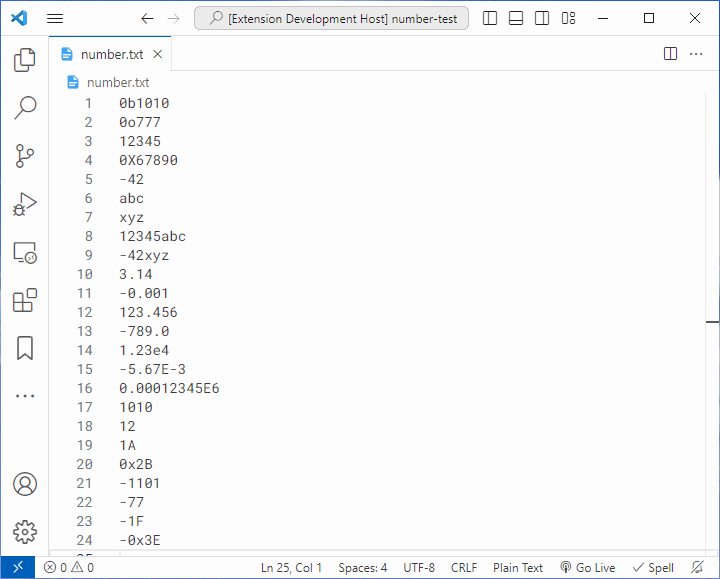 [Extension Development Host] number-test
number.txt
number.txt
1 0b1010
2 0o777
3 12345
4 0X67890
5 -42
6 abc
7 xyz
8 12345abc
9 -42xyz
10 3.14
11 -0.001
12 123.456
13 -789.0
14 1.23e4
15 -5.67E-3
16 0.00012345E6
17 1010
18 12
19 1A
20 0x2B
21 -1101
22 -77
23 -1F
24 -0x3E
25
0 0 Ln 25, Col 1 Spaces: 4 UTF-8 CRLF Plain Text Go Live Spell